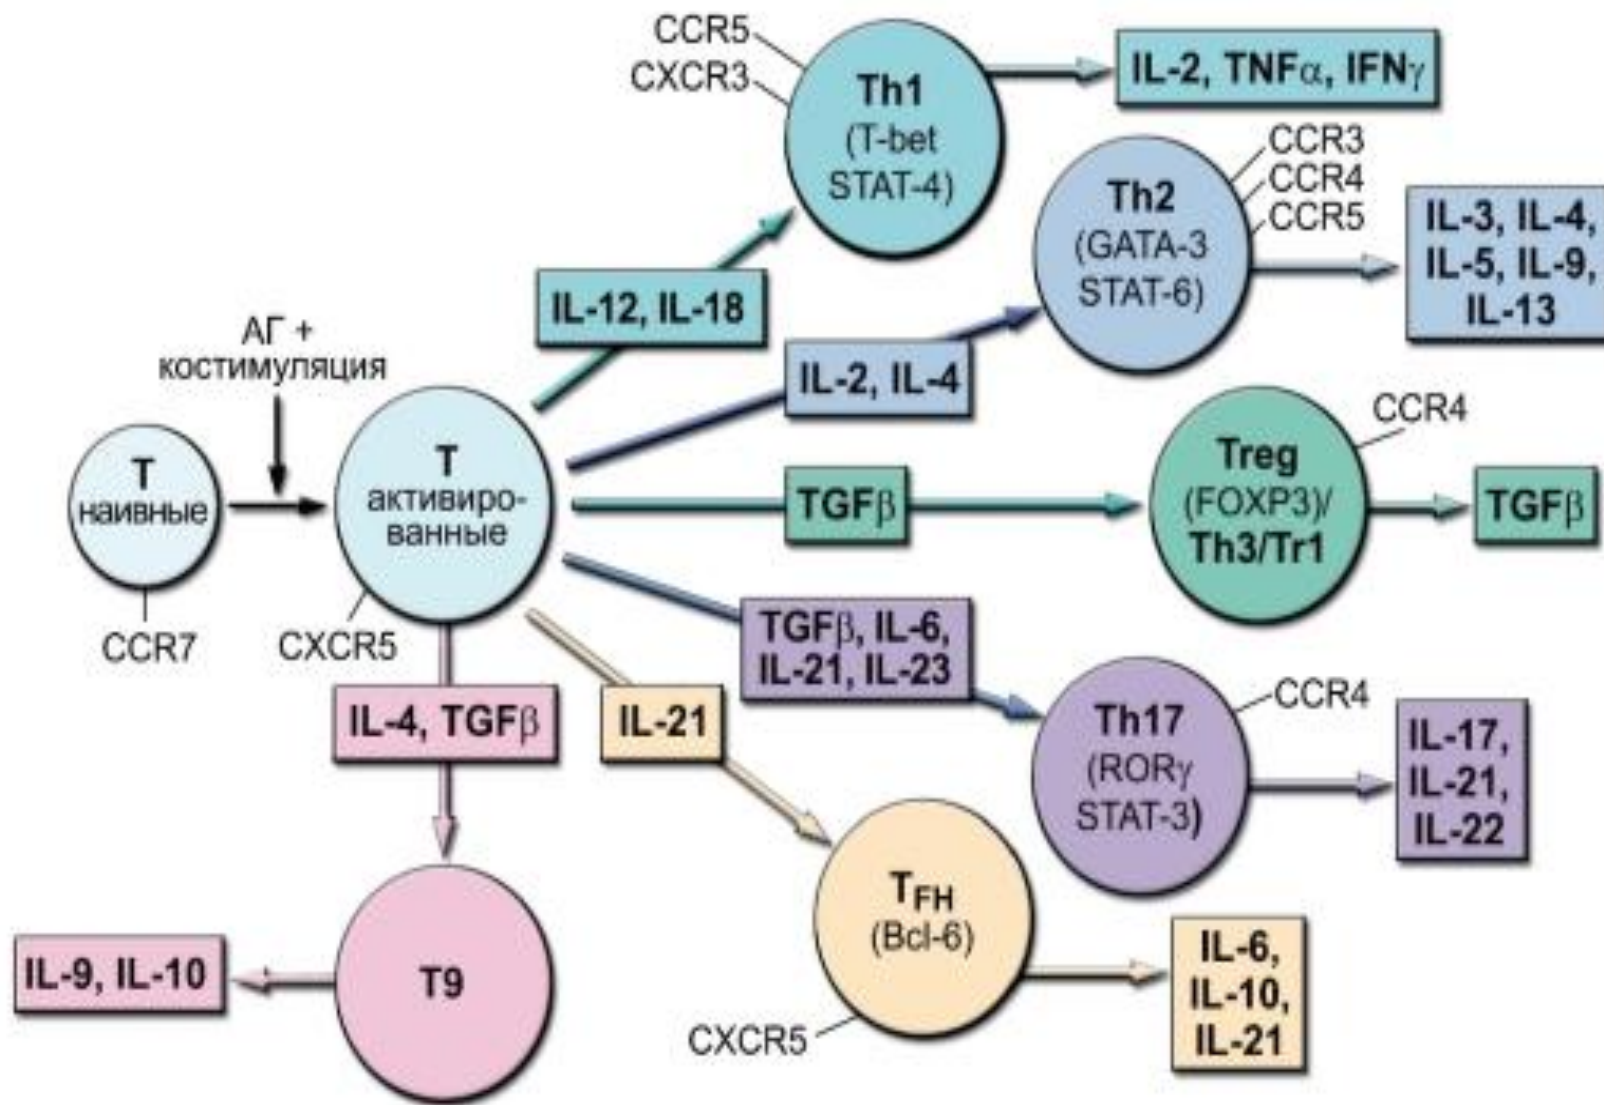 CCR5
CXCR3
Th1
(T-bet
STAT-4)
IL-2, TNFα, IFNγ
IL-12, IL-18
Th2
(GATA-3
STAT-6)
CCR3
CCR4
CCR5
IL-3, IL-4,
IL-5, IL-9,
IL-13
IL-2, IL-4
АГ +
костимуляция
Т
наивные
CCR7
Т
активиро-
ванные
CXCR5
TGFβ
Treg
(FOXP3)/
Th3/Tr1
CCR4
TGFβ
TGFβ, IL-6,
IL-21, IL-23
Th17
(RORγ
STAT-3)
CCR4
IL-17,
IL-21,
IL-22
IL-4, TGFβ
IL-21
TFH
(Bcl-6)
CXCR5
IL-6,
IL-10,
IL-21
T9
IL-9, IL-10